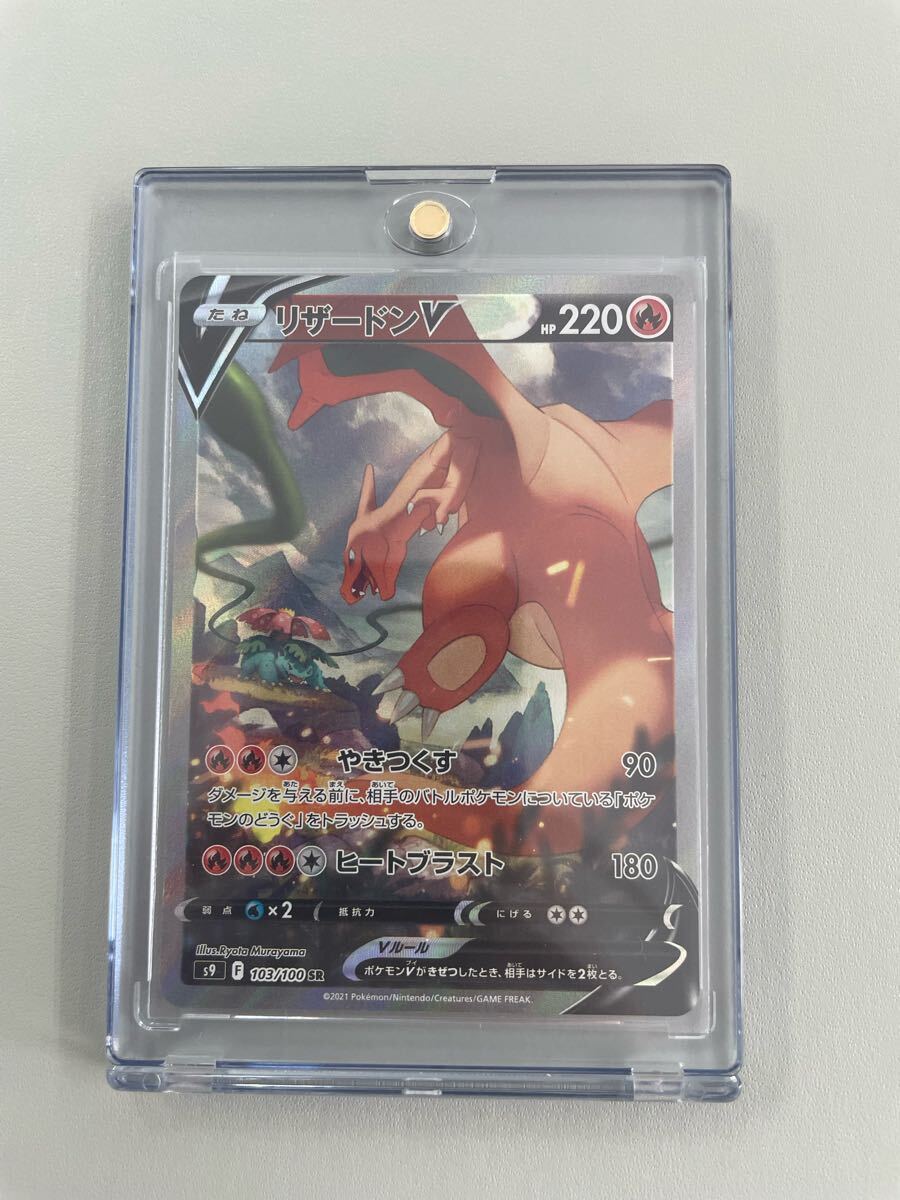 たね リザードンV HP 220
やきつくす 90
ダメージを与える前に、相手のバトルポケモンについている「ポケ
モンのどうぐ」をトラッシュする。
ヒートブラスト 180
弱点 ×2 抵抗力 にげる
Illus.Ryota Murayama
Vルール
s9 F 103/100 SR
ポケモンVがきぜつしたとき、相手はサイドを2枚とる。
©2021 Pokémon/Nintendo/Creatures/GAME FREAK.